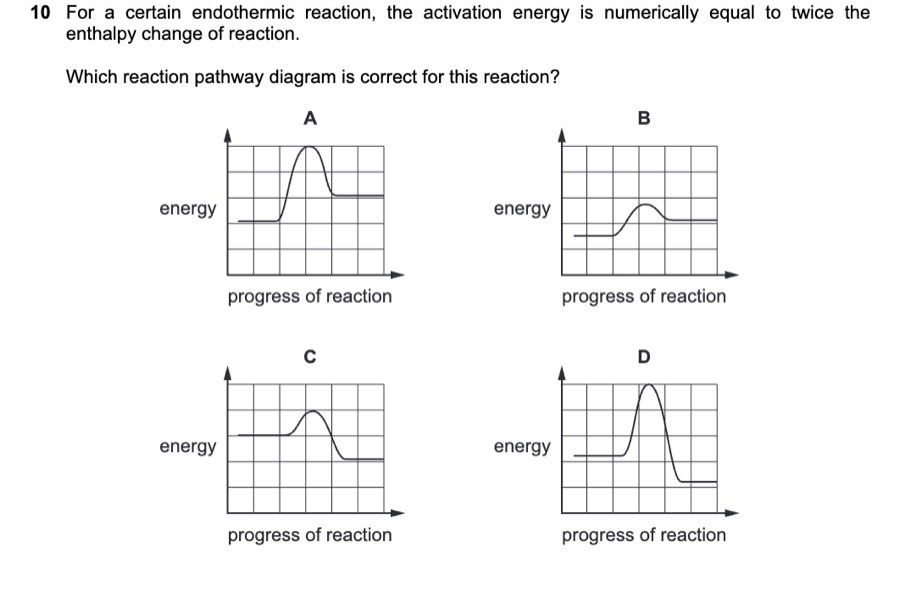 10 For a certain endothermic reaction, the activation energy is numerically equal to twice the
enthalpy change of reaction.
Which reaction pathway diagram is correct for this reaction?
A
B
energy
energy
progress of reaction
progress of reaction
C
D
energy
energy
progress of reaction
progress of reaction